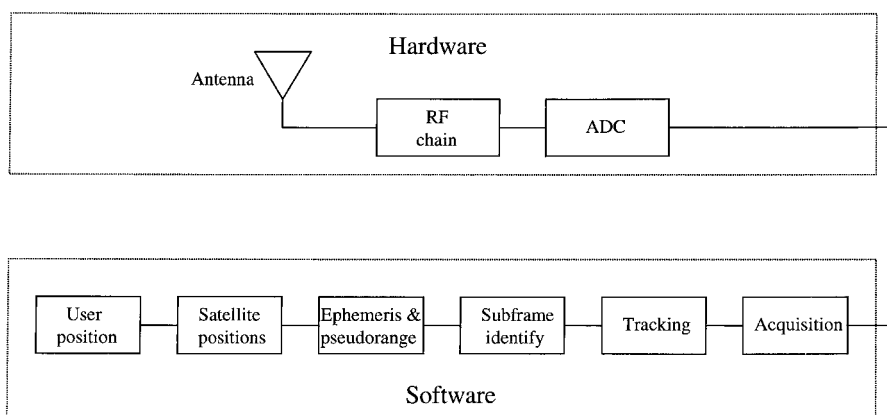 Hardware
Antenna
RF
chain
ADC
User
position
Satellite
positions
Ephemeris &
pseudorange
Subframe
identify
Tracking
Acquisition
Software